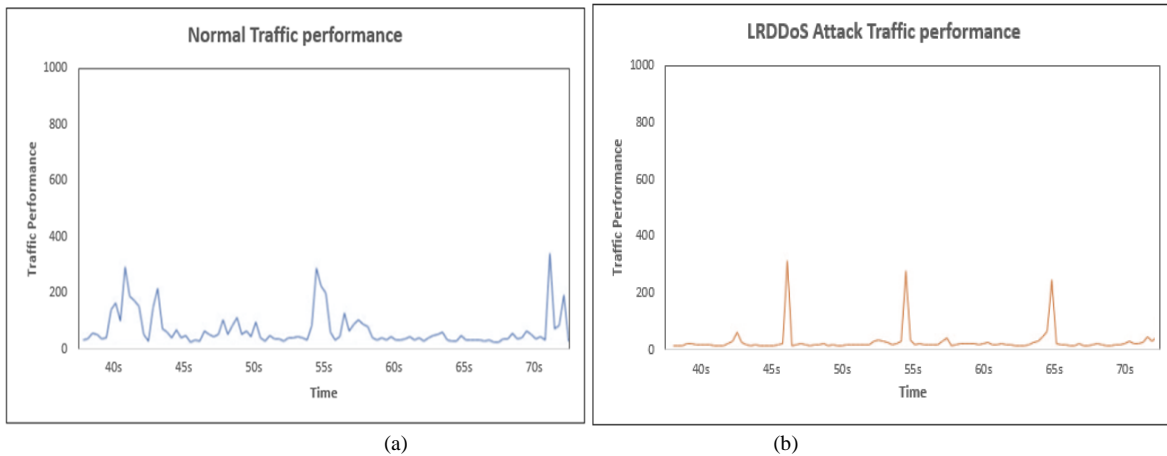 Normal Traffic performance
1000
800
600
400
200
0
Traffic Performance
40s 45s 50s 55s 60s 65s 70s
Time
(a)
LRDDoS Attack Traffic performance
1000
800
600
400
200
0
Traffic Performance
40s 45s 50s 55s 60s 65s 70s
Time
(b)